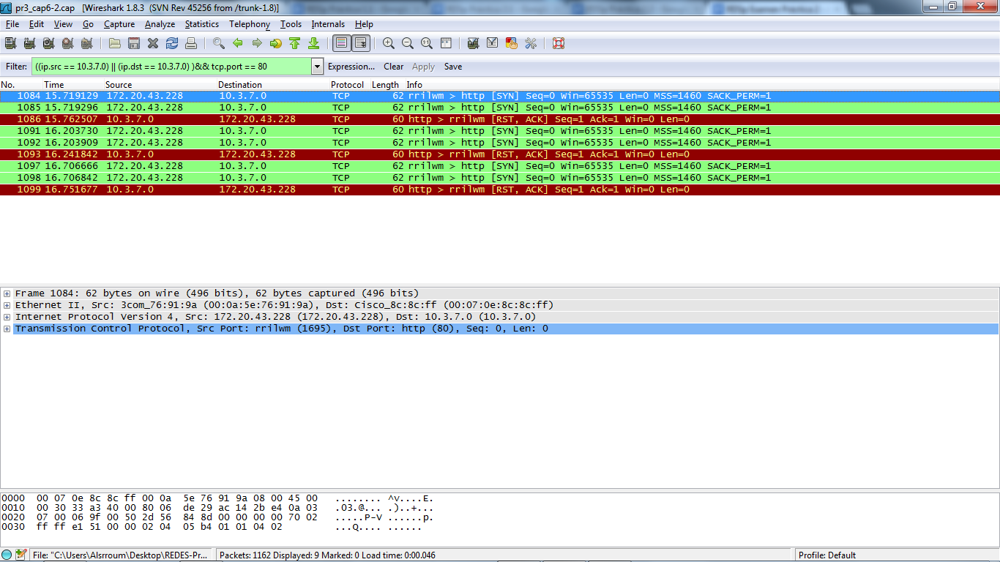 pr3_cap6-2.cap [Wireshark 1.8.3 (SVN Rev 45256 from /trunk-1.8)]
File Edit View Go Capture Analyze Statistics Telephony Tools Internals Help
Filter: ((ip.src == 10.3.7.0) || (ip.dst == 10.3.7.0) )&& tcp.port == 80 Expression... Clear Apply Save
No. Time Source Destination Protocol Length Info
1084 15.719129 172.20.43.228 10.3.7.0 TCP 62 rrilwm > http [SYN] Seq=0 Win=65535 Len=0 MSS=1460 SACK_PERM=1
1085 15.719296 172.20.43.228 10.3.7.0 TCP 62 rrilwm > http [SYN] Seq=0 Win=65535 Len=0 MSS=1460 SACK_PERM=1
1086 15.762507 10.3.7.0 172.20.43.228 TCP 60 http > rrilwm [RST, ACK] Seq=1 Ack=1 Win=0 Len=0
1091 16.203730 172.20.43.228 10.3.7.0 TCP 62 rrilwm > http [SYN] Seq=0 Win=65535 Len=0 MSS=1460 SACK_PERM=1
1092 16.203909 172.20.43.228 10.3.7.0 TCP 62 rrilwm > http [SYN] Seq=0 Win=65535 Len=0 MSS=1460 SACK_PERM=1
1093 16.241842 10.3.7.0 172.20.43.228 TCP 60 http > rrilwm [RST, ACK] Seq=1 Ack=1 Win=0 Len=0
1097 16.706666 172.20.43.228 10.3.7.0 TCP 62 rrilwm > http [SYN] Seq=0 Win=65535 Len=0 MSS=1460 SACK_PERM=1
1098 16.706842 172.20.43.228 10.3.7.0 TCP 62 rrilwm > http [SYN] Seq=0 Win=65535 Len=0 MSS=1460 SACK_PERM=1
1099 16.751677 10.3.7.0 172.20.43.228 TCP 60 http > rrilwm [RST, ACK] Seq=1 Ack=1 Win=0 Len=0
Frame 1084: 62 bytes on wire (496 bits), 62 bytes captured (496 bits)
Ethernet II, Src: 3com_76:91:9a (00:0a:5e:76:91:9a), Dst: Cisco_8c:8c:ff (00:07:0e:8c:8c:ff)
Internet Protocol Version 4, Src: 172.20.43.228 (172.20.43.228), Dst: 10.3.7.0 (10.3.7.0)
Transmission Control Protocol, Src Port: rrilwm (1695), Dst Port: http (80), Seq: 0, Len: 0
0000 00 07 0e 8c 8c ff 00 0a 5e 76 91 9a 08 00 45 00 ........ ^v....E.
0010 00 30 33 a3 40 00 80 06 de 29 ac 14 2b e4 0a 03 .03.@... .)..+...
0020 07 00 06 9f 00 50 2d 56 84 8d 00 00 00 00 70 02 .....P-V ......p.
0030 ff ff e1 51 00 00 02 04 05 b4 01 01 04 02 ...Q.... ......
File: "C:\Users\Alsrroum\Desktop\REDES-Pr... Packets: 1162 Displayed: 9 Marked: 0 Load time: 0:00.046 Profile: Default